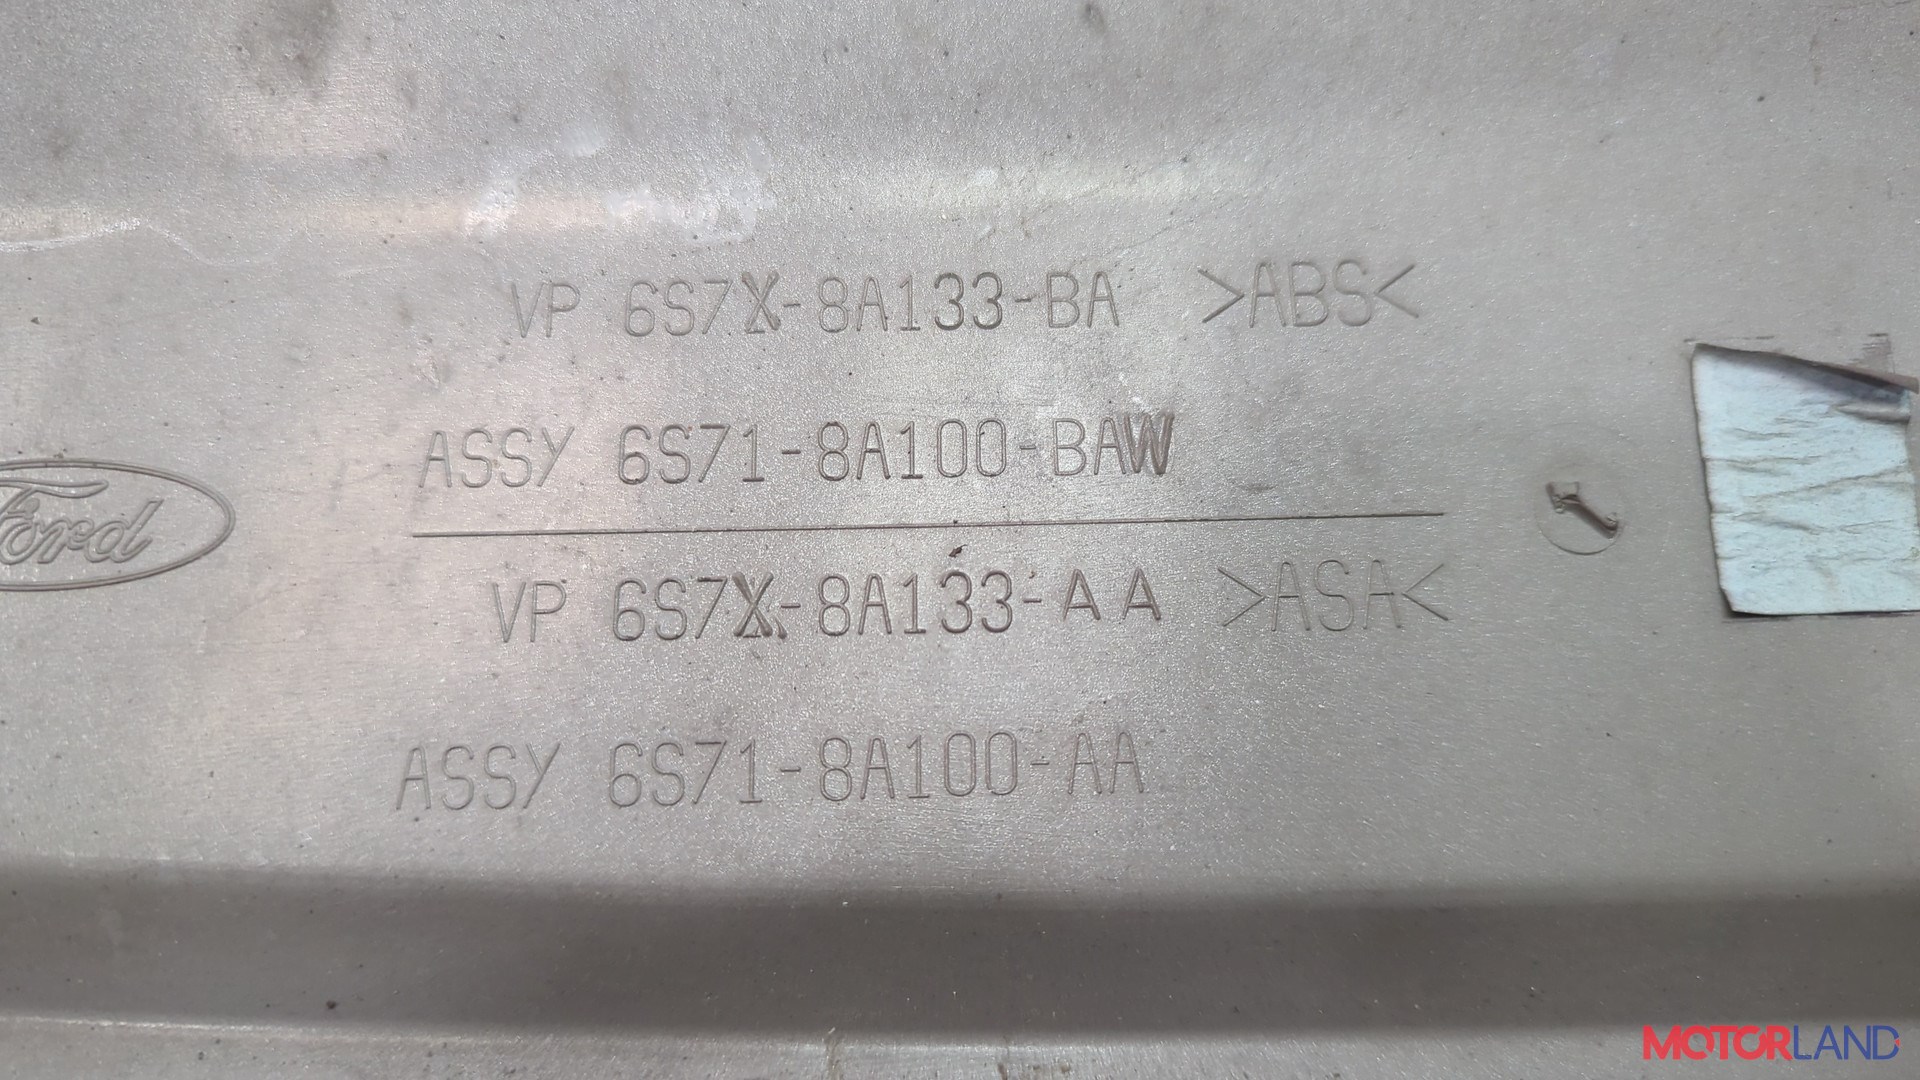 VP 6S7X-8A133-BA >ABS<
ASSY 6S71-8A100-BAW
Ford
VP 6S7X-8A133-AA >ASA<
ASSY 6S71-8A100-AA
MOTORLAND